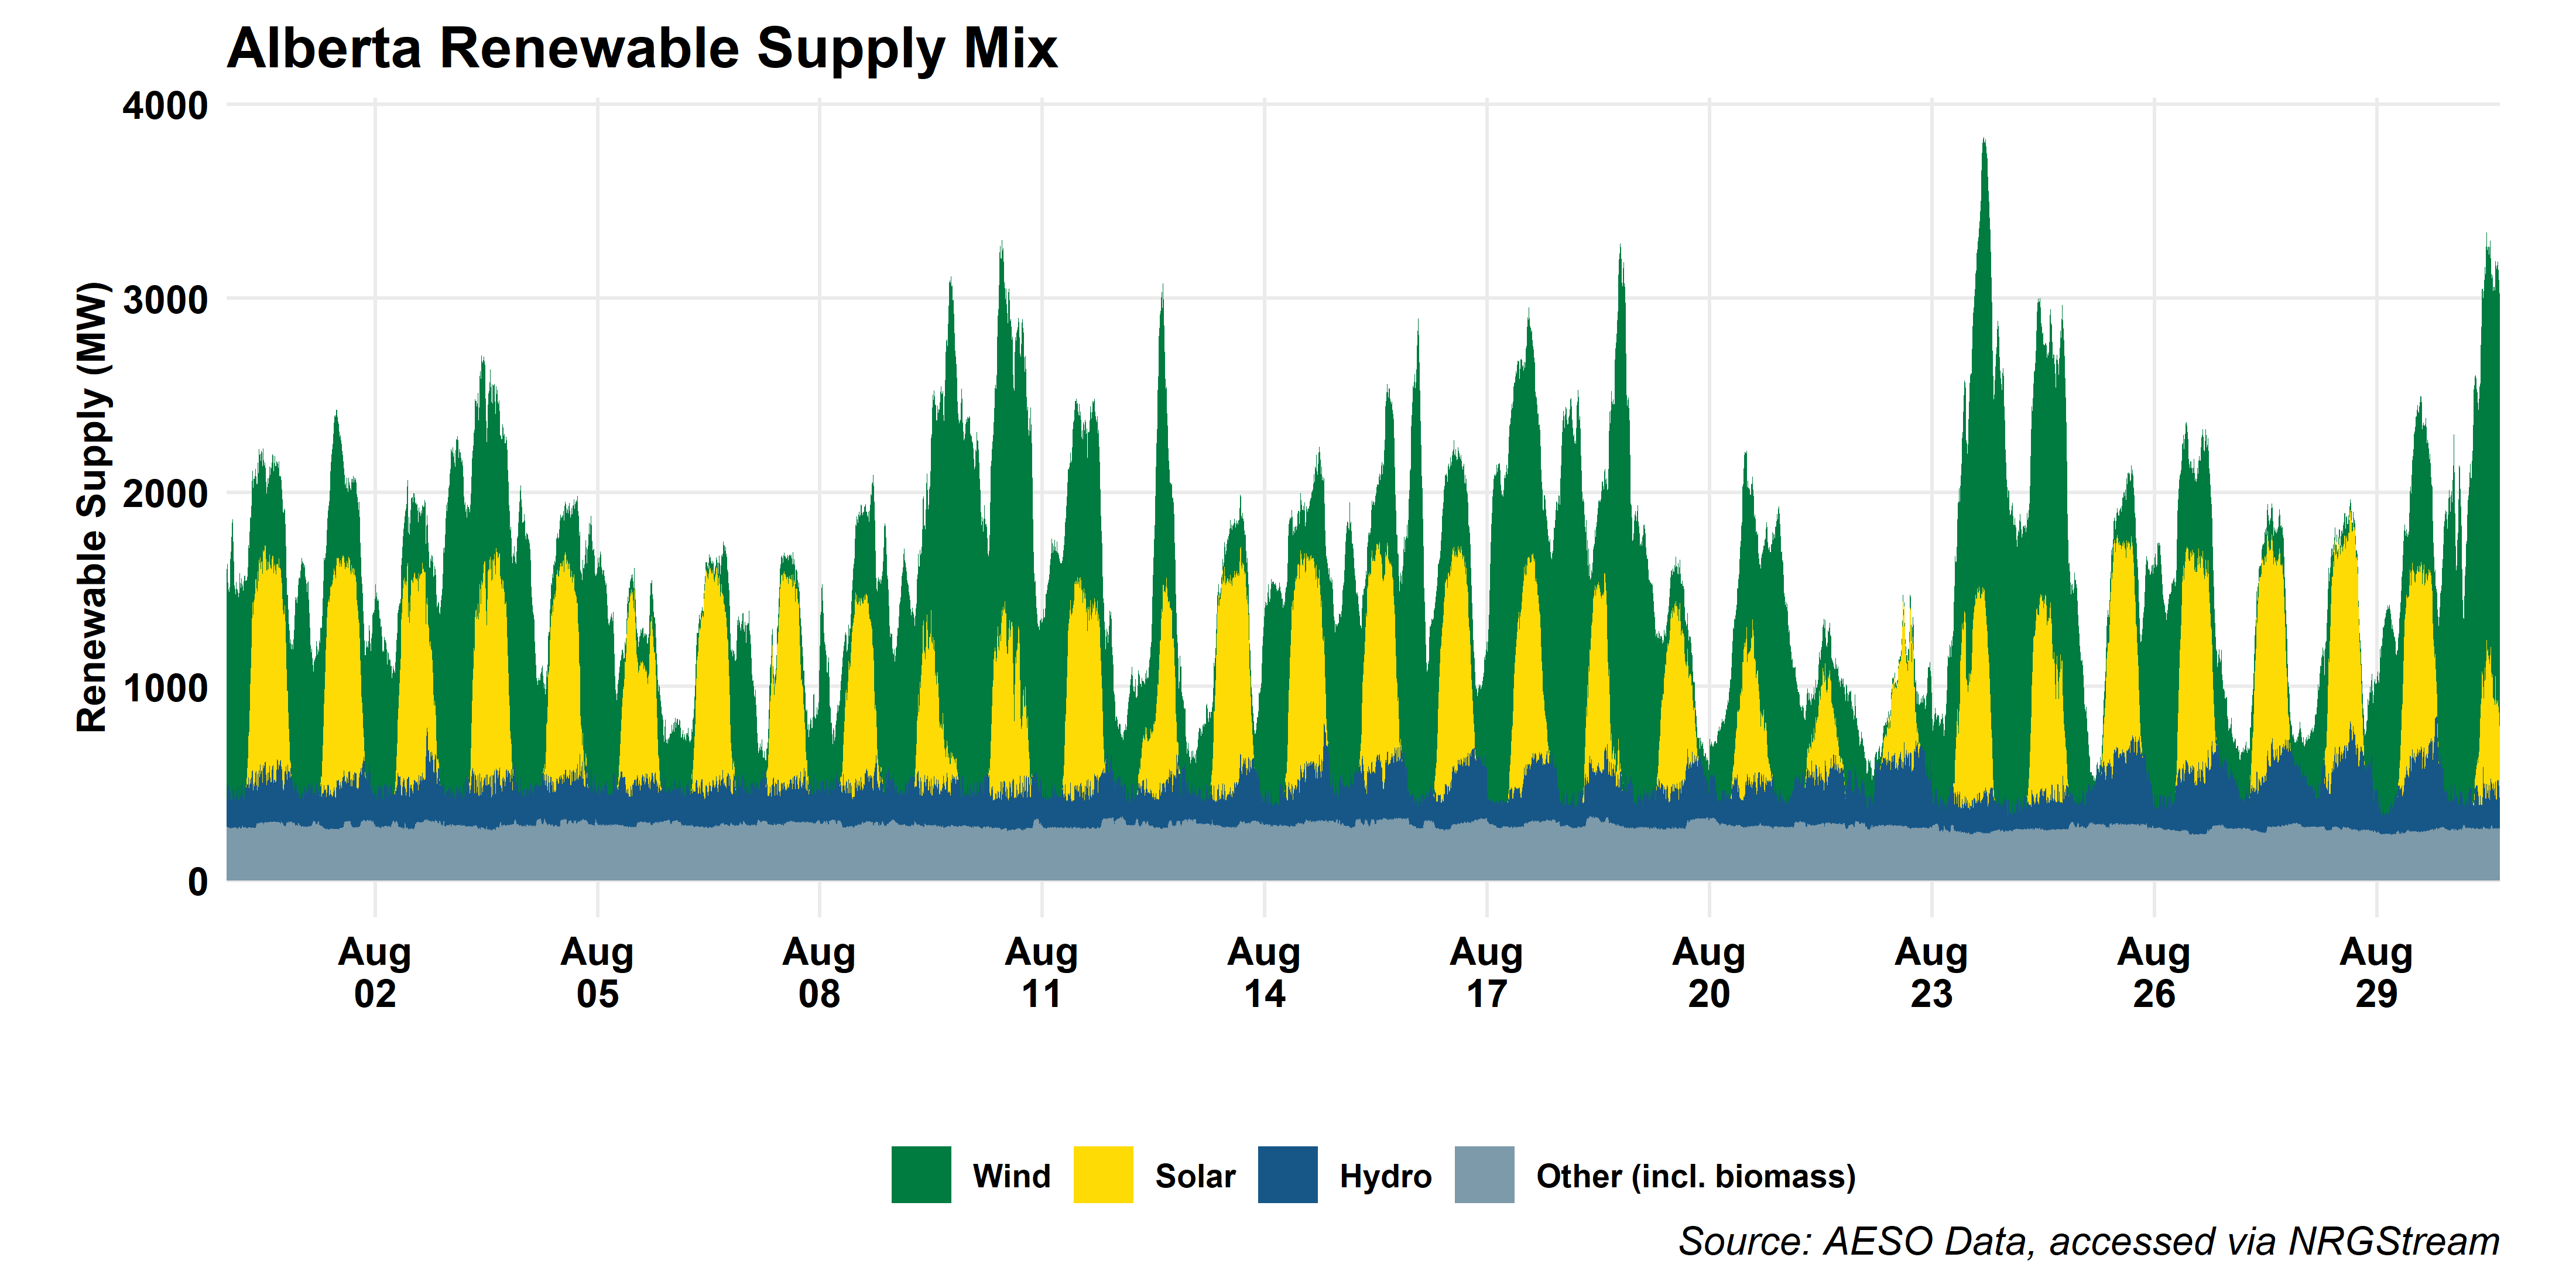 Alberta Renewable Supply Mix
Renewable Supply (MW)
4000
3000
2000
1000
0
Aug 02
Aug 05
Aug 08
Aug 11
Aug 14
Aug 17
Aug 20
Aug 23
Aug 26
Aug 29
Wind
Solar
Hydro
Other (incl. biomass)
Source: AESO Data, accessed via NRGStream